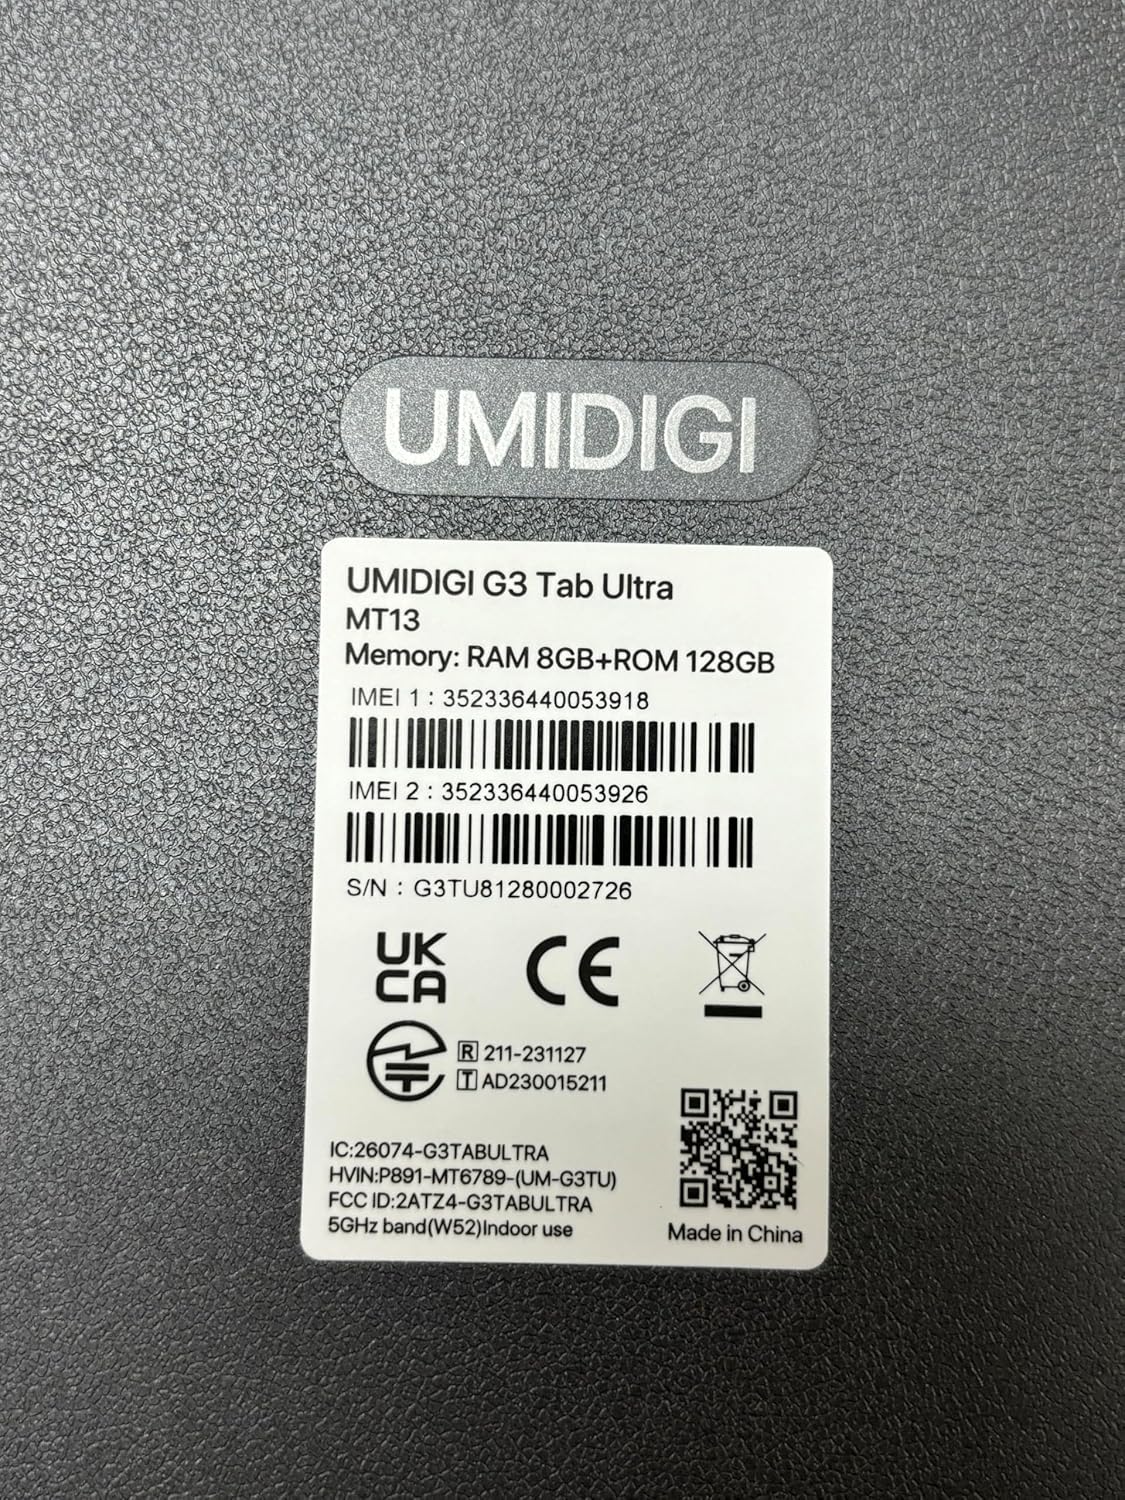 UMIDIGI
UMIDIGI G3 Tab Ultra
MT13
Memory: RAM 8GB+ROM 128GB
IMEI 1 : 352336440053918
IMEI 2 : 352336440053926
S/N : G3TU81280002726
UK
CA
CE
R 211-231127
T AD230015211
IC:26074-G3TABULTRA
HVIN:P891-MT6789-(UM-G3TU)
FCC ID:2ATZ4-G3TABULTRA
5GHz band(W52)Indoor use
Made in China